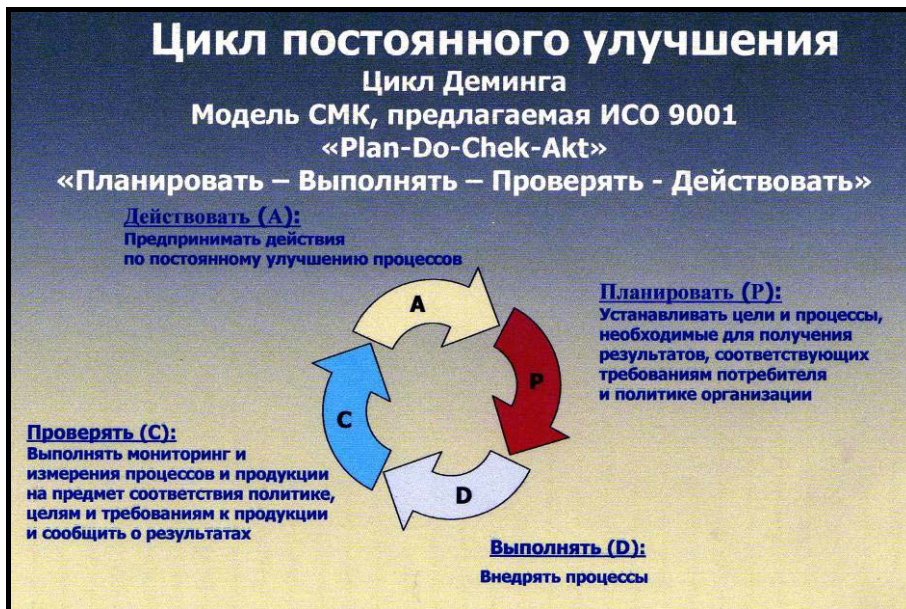 Цикл постоянного улучшения
Цикл Деминга
Модель СМК, предлагаемая ИСО 9001
«Plan-Do-Chek-Akt»
«Планировать – Выполнять – Проверять - Действовать»
Действовать (А):
Предпринимать действия
по постоянному улучшению процессов
A
Планировать (Р):
Устанавливать цели и процессы,
необходимые для получения
результатов, соответствующих
требованиям потребителя
и политике организации
P
C
Проверять (С):
Выполнять мониторинг и
измерения процессов и продукции
на предмет соответствия политике,
целям и требованиям к продукции
и сообщить о результатах
D
Выполнять (D):
Внедрять процессы